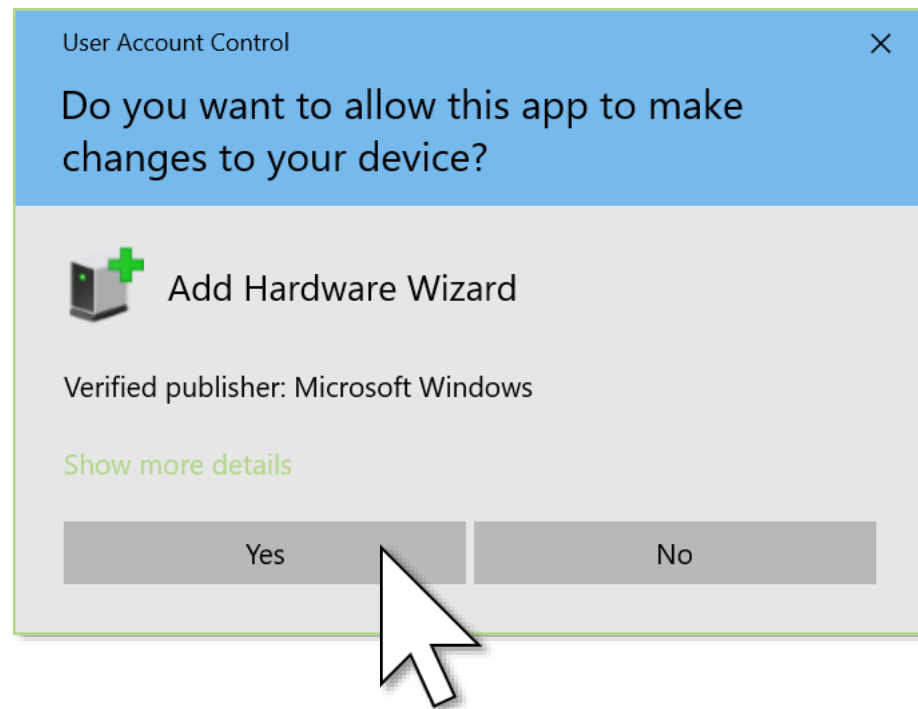 User Account Control
Do you want to allow this app to make
changes to your device?
Add Hardware Wizard
Verified publisher: Microsoft Windows
Show more details
Yes
No